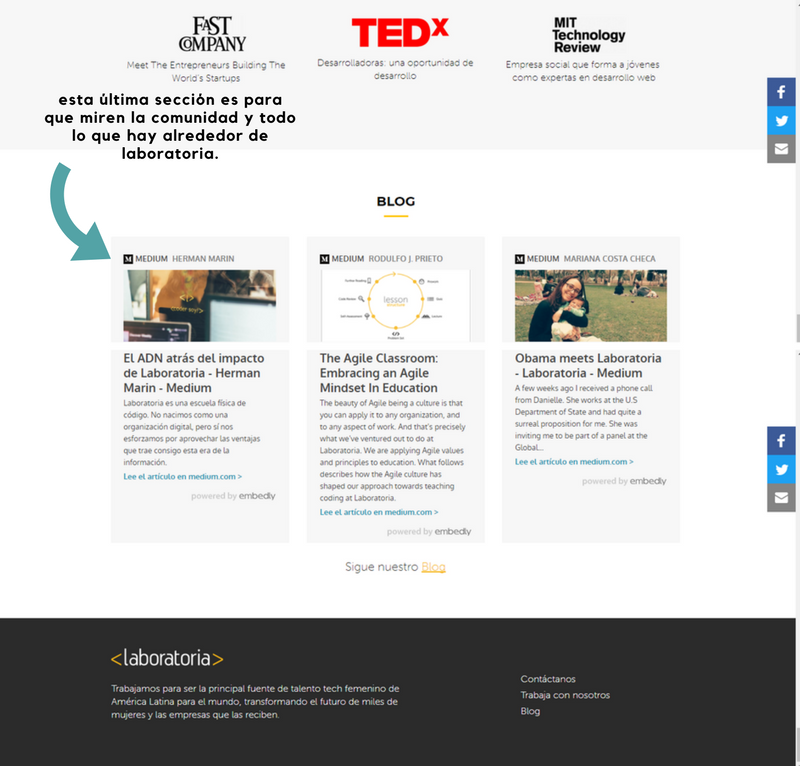 FAST
COMPANY
Meet The Entrepreneurs Building The
World's Startups
TEDx
Desarrolladoras: una oportunidad de
desarrollo
MIT
Technology
Review
Empresa social que forma a jóvenes
como expertas en desarrollo web
esta última sección es para
que miren la comunidad y todo
lo que hay alrededor de
laboratoria.
BLOG
M MEDIUM HERMAN MARIN
El ADN atrás del impacto
de Laboratoria - Herman
Marin - Medium
Laboratoria es una escuela física de
código. No nacimos como una
organización digital, pero sí nos
esforzamos por aprovechar las ventajas
que trae consigo esta era de la
información.
Lee el artículo en medium.com >
powered by embedly
M MEDIUM RODULFO J. PRIETO
lesson
The Agile Classroom:
Embracing an Agile
Mindset In Education
The beauty of Agile being a culture is that
you can apply it to any organization, and
to any aspect of work. And that's precisely
what we've ventured out to do at
Laboratoria. We are applying Agile values
and principles to education. What follows
describes how the Agile culture has
shaped our approach towards teaching
coding at Laboratoria.
Lee el artículo en medium.com >
powered by embedly
M MEDIUM MARIANA COSTA CHECA
Obama meets Laboratoria
- Laboratoria - Medium
A few weeks ago I received a phone call
from Danielle. She works at the U.S
Department of State and had quite a
surreal proposition for me. She was
inviting me to be part of a panel at the
Global...
Lee el artículo en medium.com >
powered by embedly
Sigue nuestro Blog
<laboratoria>
Trabajamos para ser la principal fuente de talento tech femenino de
América Latina para el mundo, transformando el futuro de miles de
mujeres y las empresas que las reciben.
Contáctanos
Trabaja con nosotros
Blog